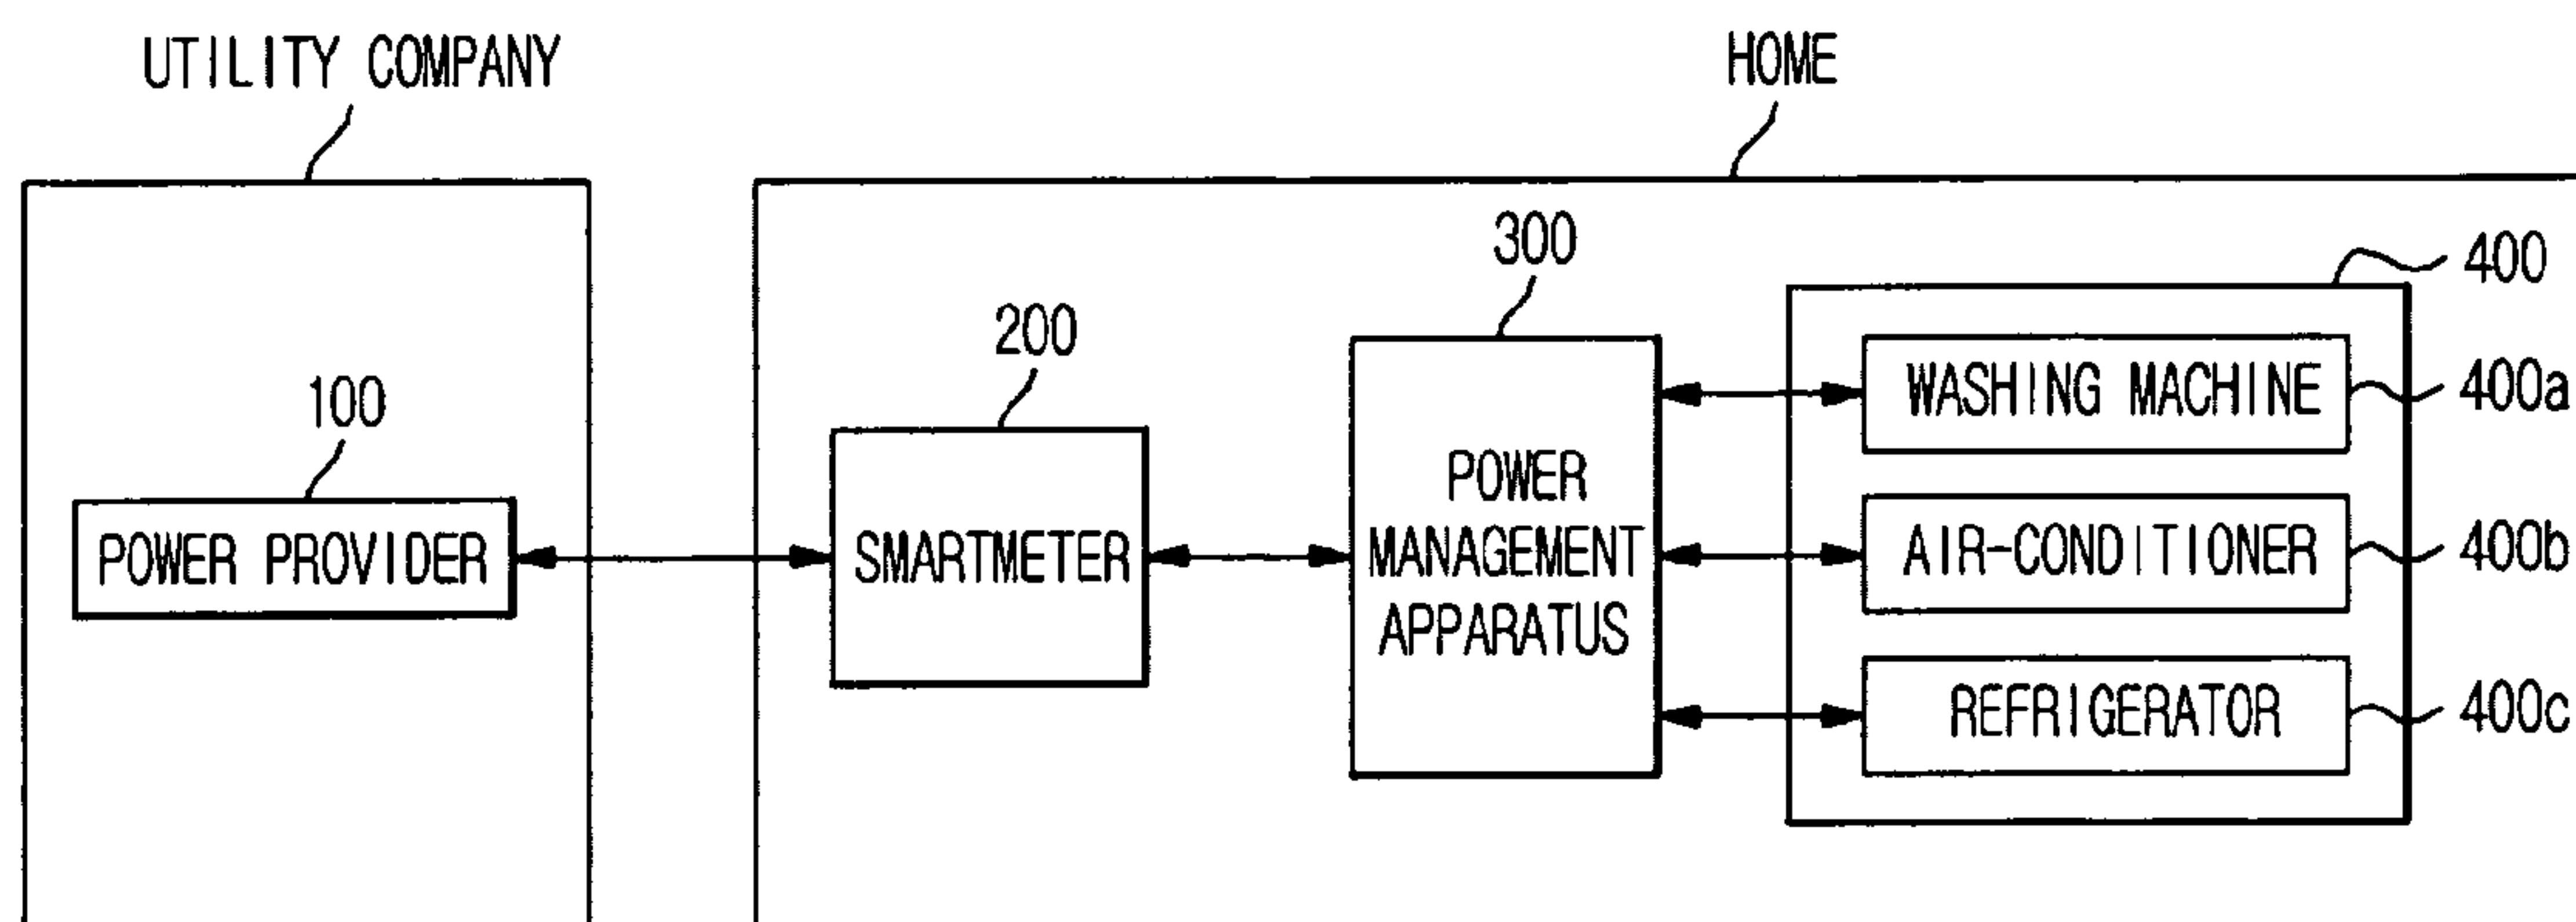 UTILITY COMPANY
HOME
300
400
200
WASHING MACHINE
400a
100
POWER
MANAGEMENT
APPARATUS
POWER PROVIDER
SMARTMETER
AIR-CONDITIONER
400b
REFRIGERATOR
400c